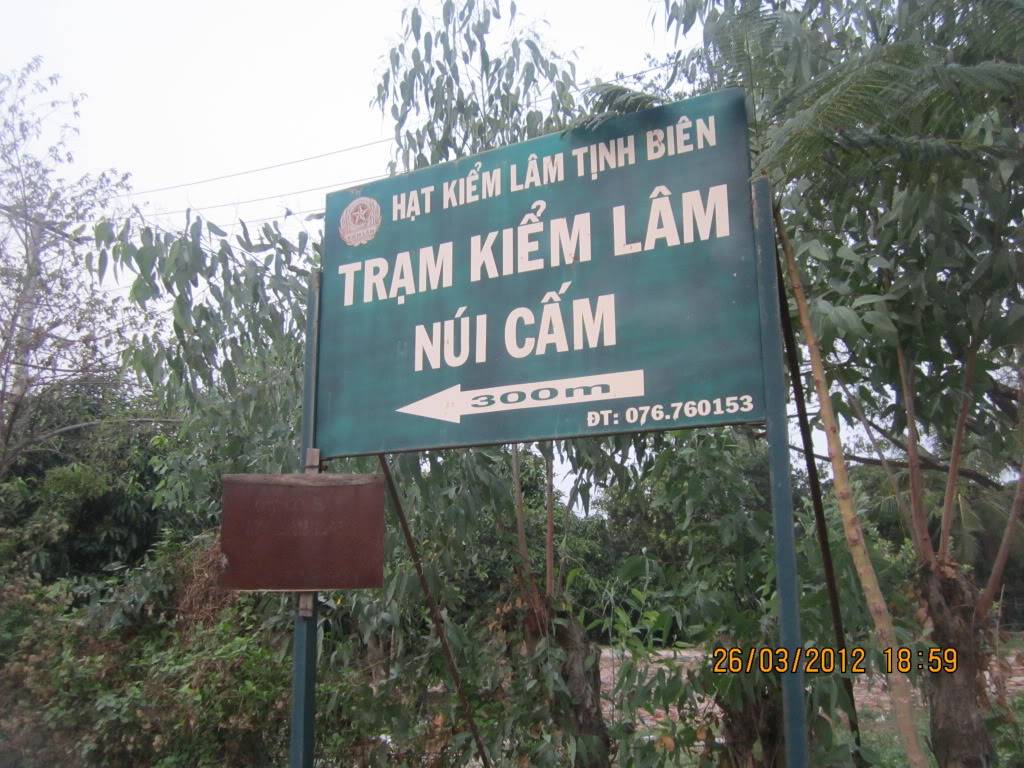 HẠT KIỂM LÂM TỊNH BIÊN
TRẠM KIỂM LÂM
NÚI CẤM
300m
ĐT: 076.760153
26/03/2012 18:59